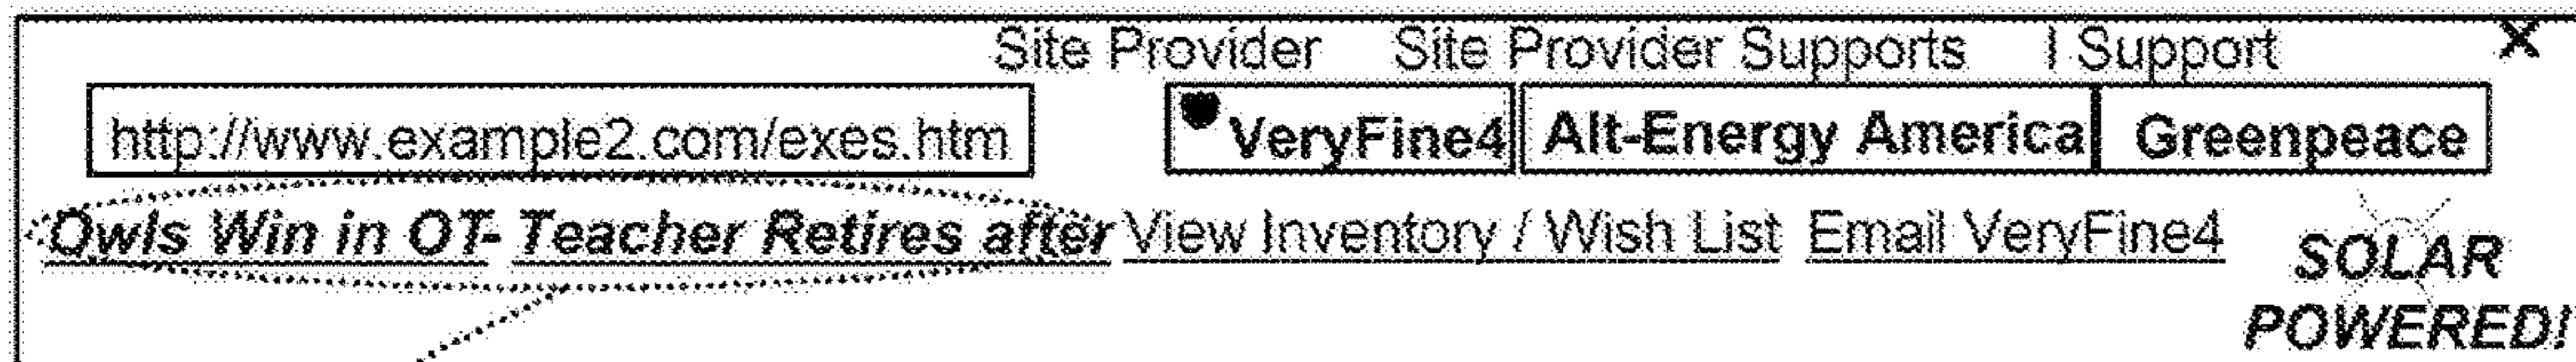 Site Provider Site Provider Supports I Support X
http://www.example2.com/exes.htm VeryFine4 Alt-Energy America Greenpeace
Owls Win in OT- Teacher Retires after View Inventory / Wish List Email VeryFine4
SOLAR
POWERED!